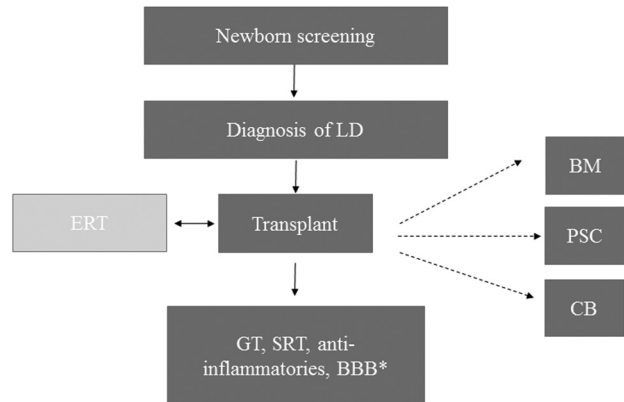 Newborn screening
Diagnosis of LD
BM
ERT
Transplant
PSC
CB
GT, SRT, anti-
inflammatories, BBB*